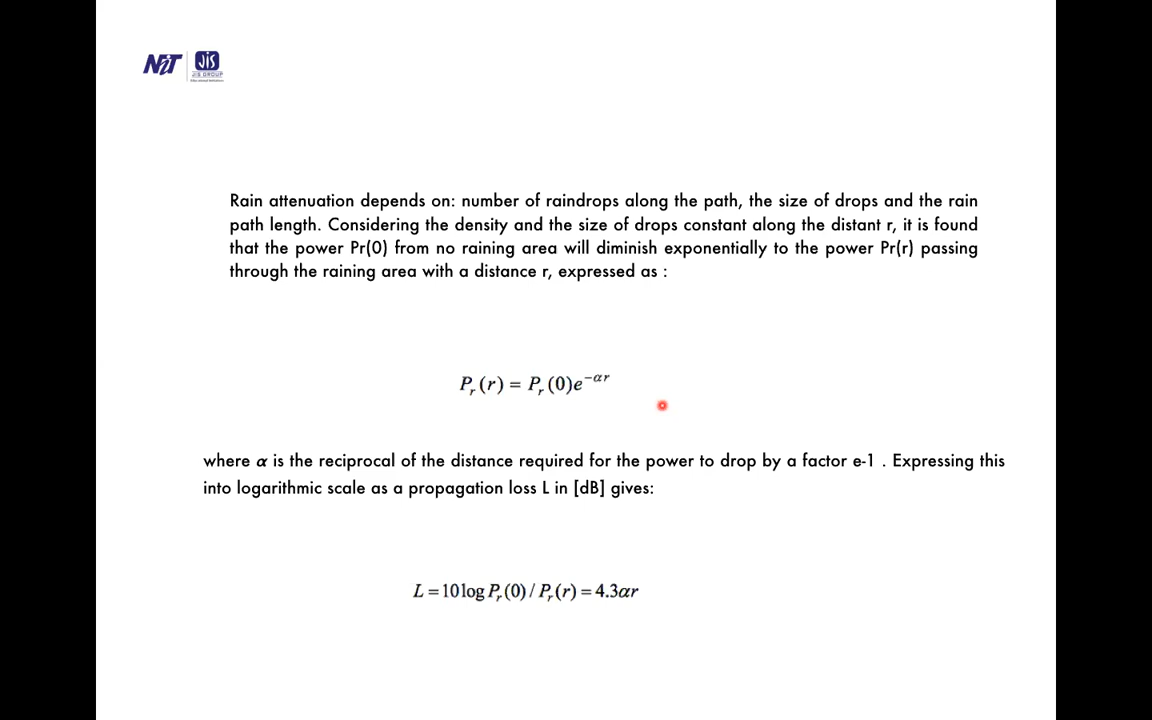 NiT JIS
JIS GROUP
Rain attenuation depends on: number of raindrops along the path, the size of drops and the rain
path length. Considering the density and the size of drops constant along the distant r, it is found
that the power Pr(0) from no raining area will diminish exponentially to the power Pr(r) passing
through the raining area with a distance r, expressed as :
P_r(r) = P_r(0)e^{-αr}
where α is the reciprocal of the distance required for the power to drop by a factor e-1 . Expressing this
into logarithmic scale as a propagation loss L in [dB] gives:
L = 10 log P_r(0) / P_r(r) = 4.3αr